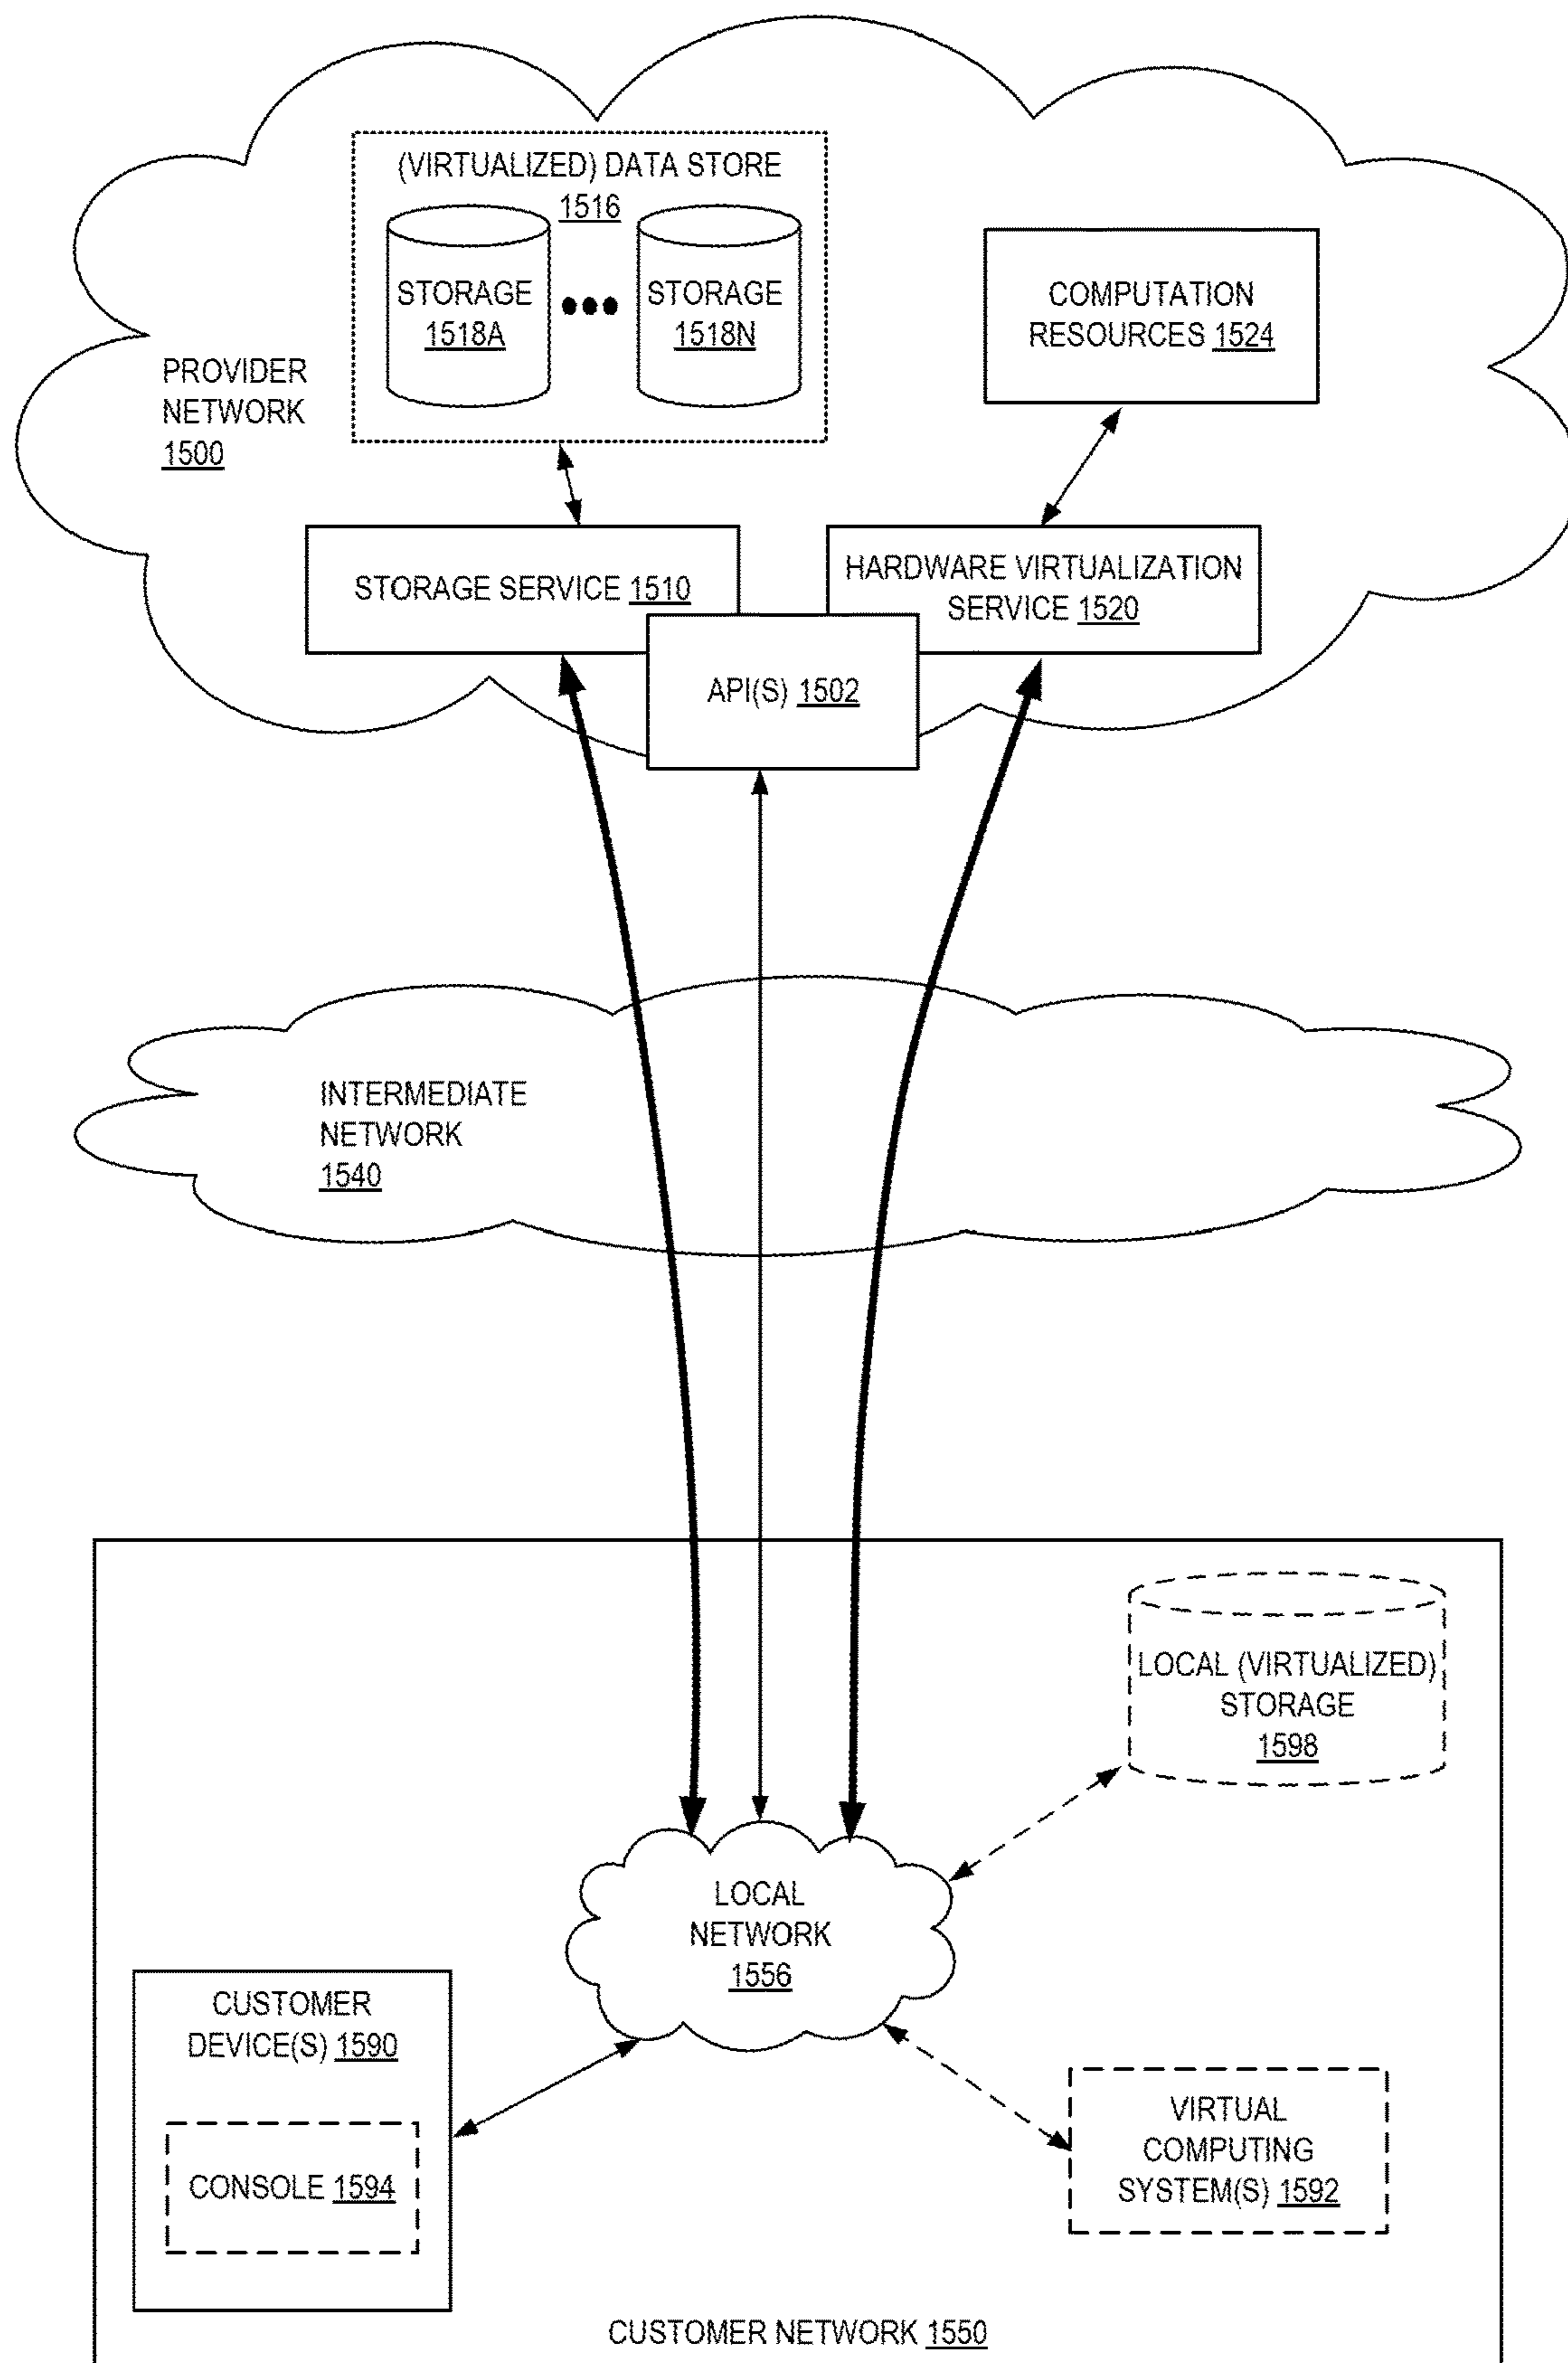 (VIRTUALIZED) DATA STORE
1516
STORAGE
1518A
STORAGE
1518N
COMPUTATION
RESOURCES 1524
PROVIDER
NETWORK
1500
STORAGE SERVICE 1510
HARDWARE VIRTUALIZATION
SERVICE 1520
API(S) 1502
INTERMEDIATE
NETWORK
1540
LOCAL (VIRTUALIZED)
STORAGE
1598
LOCAL
NETWORK
1556
CUSTOMER
DEVICE(S) 1590
CONSOLE 1594
VIRTUAL
COMPUTING
SYSTEM(S) 1592
CUSTOMER NETWORK 1550